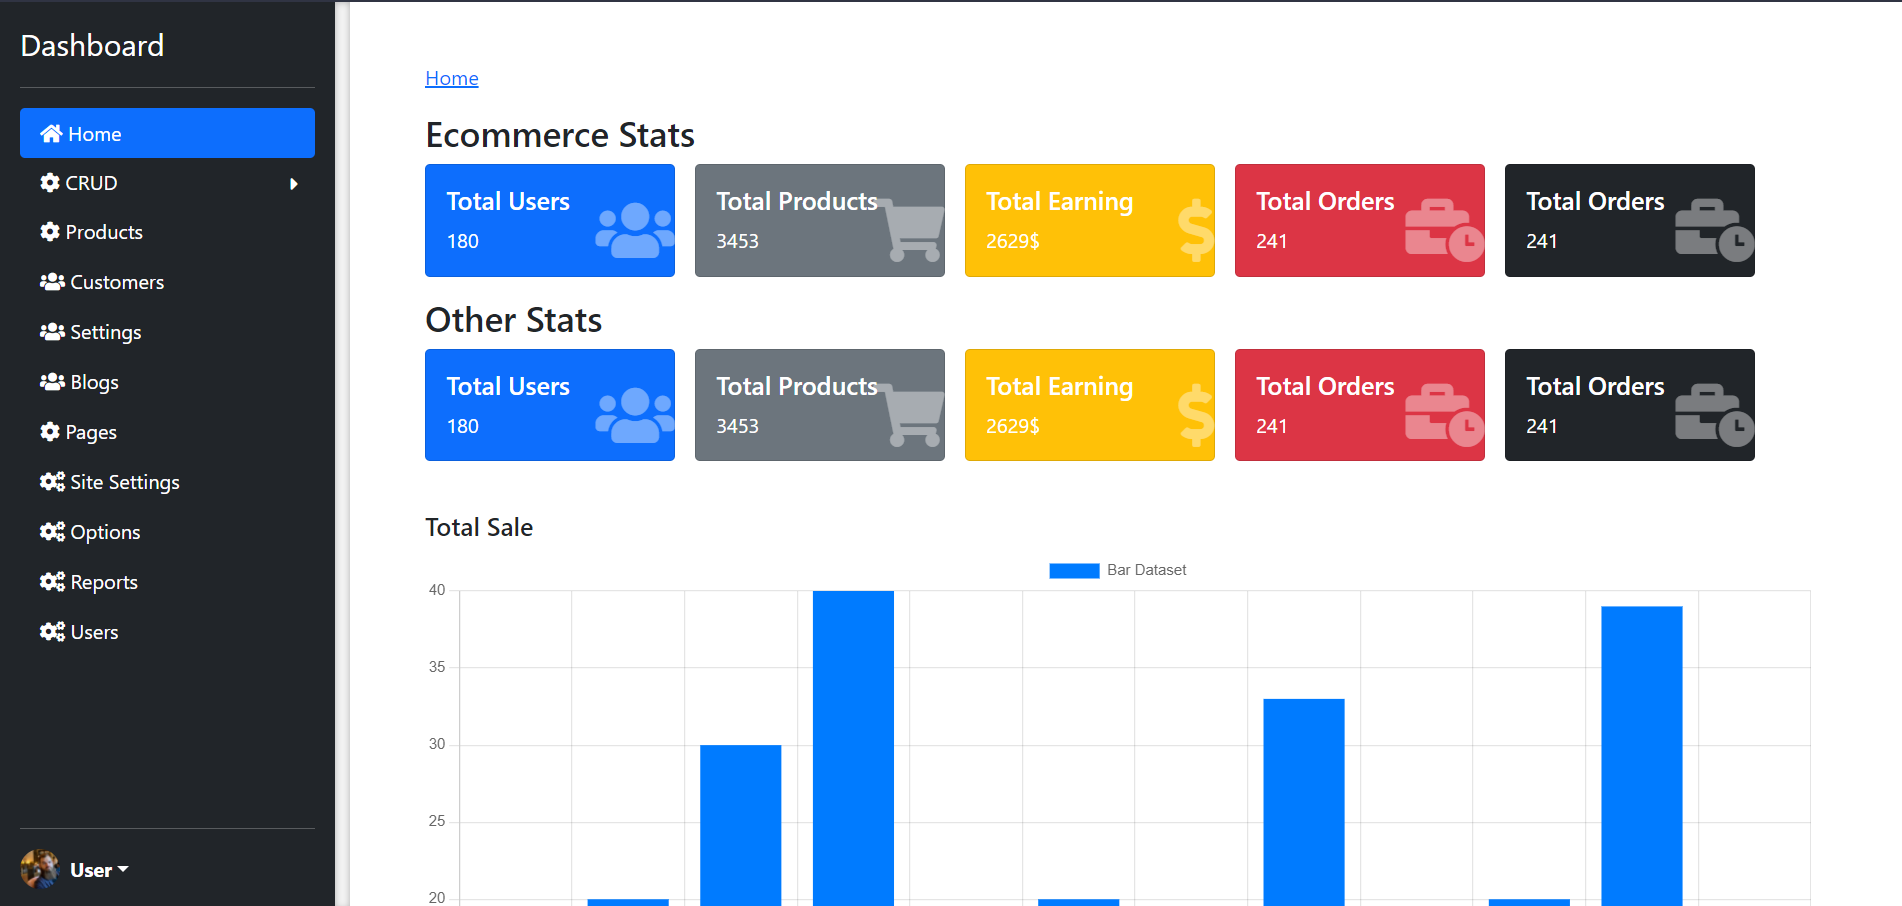 Dashboard
Home
CRUD
Products
Customers
Settings
Blogs
Pages
Site Settings
Options
Reports
Users
User
Home
Ecommerce Stats
Total Users
180
Total Products
3453
Total Earning
2629$
Total Orders
241
Total Orders
241
Other Stats
Total Users
180
Total Products
3453
Total Earning
2629$
Total Orders
241
Total Orders
241
Total Sale
Bar Dataset
40
35
30
25
20